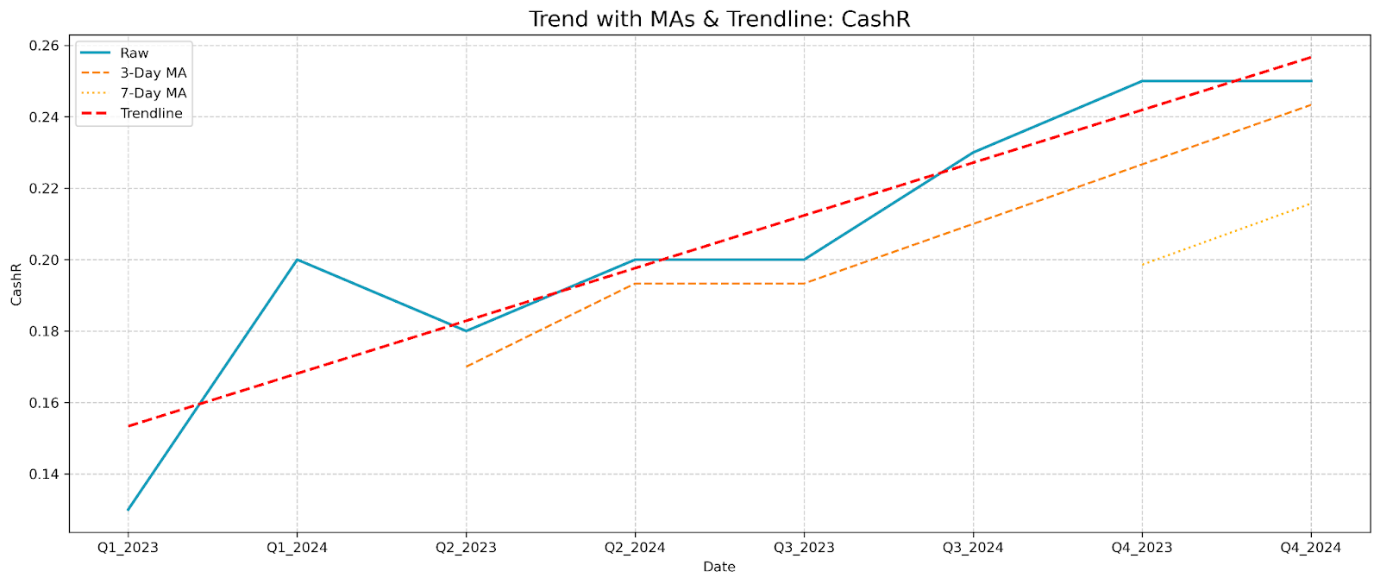 Trend with MAs & Trendline: CashR
Raw
3-Day MA
7-Day MA
Trendline
CashR
0.26
0.24
0.22
0.20
0.18
0.16
0.14
Q1_2023 Q1_2024 Q2_2023 Q2_2024 Q3_2023 Q3_2024 Q4_2023 Q4_2024
Date